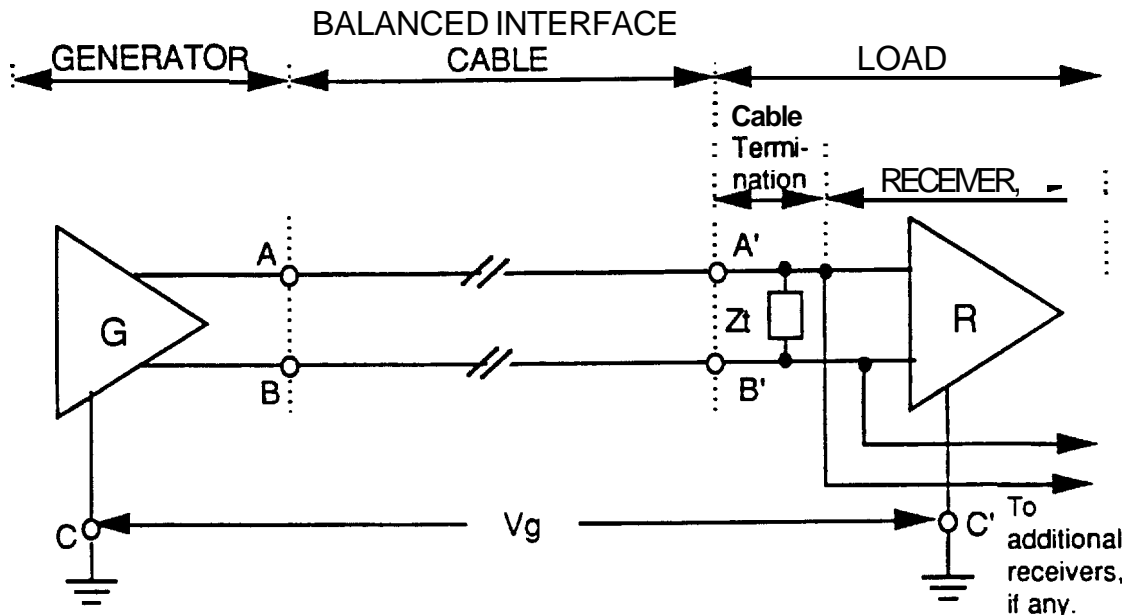 BALANCED INTERFACE
GENERATOR CABLE LOAD
Cable
Termi-
nation
RECEIVER,
A A'
G Zt R
B B'
C Vg C'
To
additional
receivers,
if any.